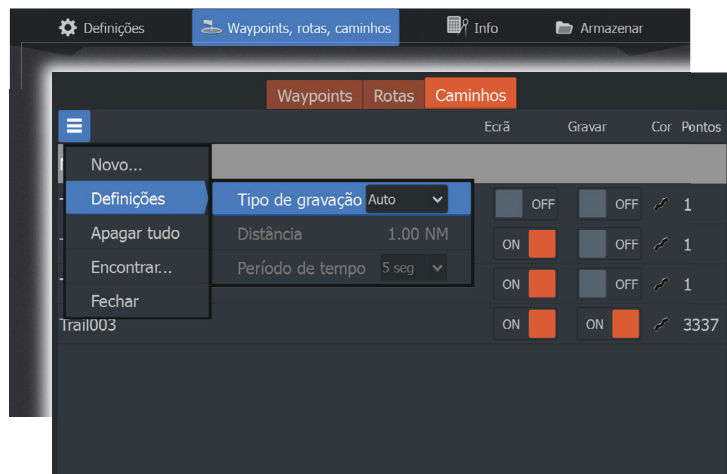 Definições Waypoints, rotas, caminhos Info Armazenar
Waypoints Rotas Caminhos
Ecrã Gravar Cor Pontos
Novo...
Definições Tipo de gravação Auto OFF OFF 1
Apagar tudo Distância 1.00 NM ON OFF 1
Encontrar... Período de tempo 5 seg ON OFF 1
Fechar
Trail003 ON ON 3337